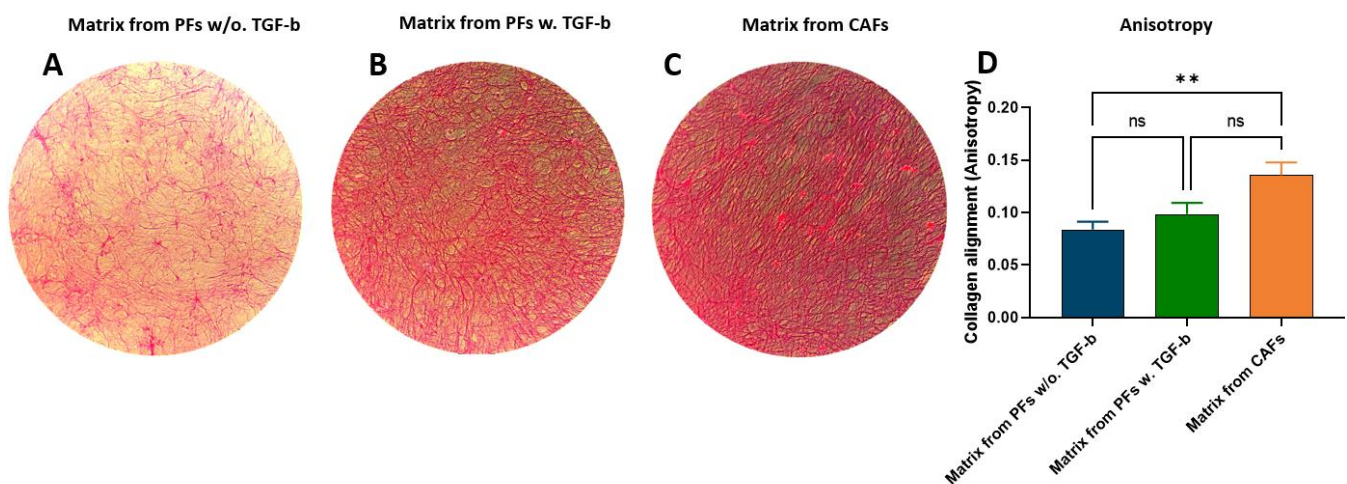 Matrix from PFs w/o. TGF-b
Matrix from PFs w. TGF-b
Matrix from CAFs
Anisotropy
A
B
C
D
**
ns
ns
Collagen alignment (Anisotropy)
0.20
0.15
0.10
0.05
0.00
Matrix from PFs w/o. TGF-b
Matrix from PFs w. TGF-b
Matrix from CAFs